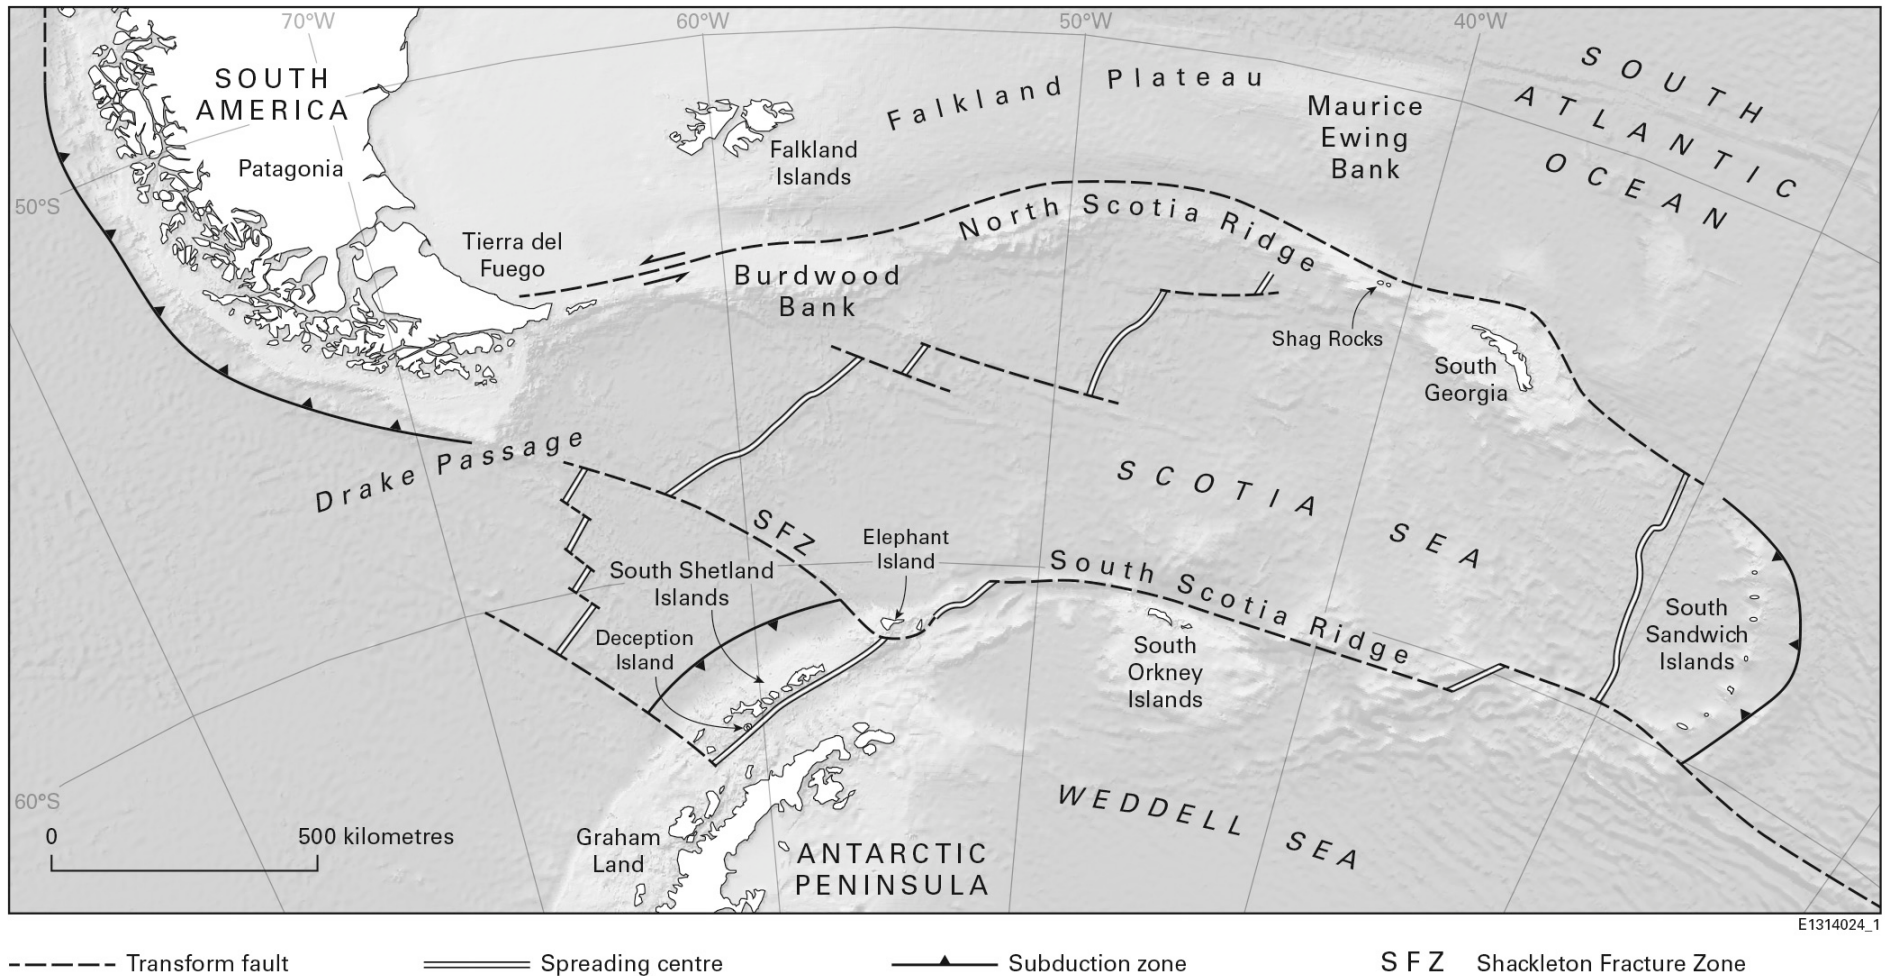 70°W
60°W
50°W
40°W
SOUTH
AMERICA
Patagonia
Falkland Plateau
Maurice
Ewing
Bank
SOUTH
ATLANTIC
OCEAN
Falkland
Islands
50°S
Tierra del
Fuego
North Scotia Ridge
Burdwood
Bank
Shag Rocks
South
Georgia
Drake Passage
SCOTIA SEA
SFZ
Elephant
Island
South Shetland
Islands
South Scotia Ridge
Deception
Island
South
Orkney
Islands
South
Sandwich
Islands
60°S
0 500 kilometres
Graham
Land
ANTARCTIC
PENINSULA
WEDDELL SEA
E1314024_1
Transform fault
Spreading centre
Subduction zone
SFZ Shackleton Fracture Zone